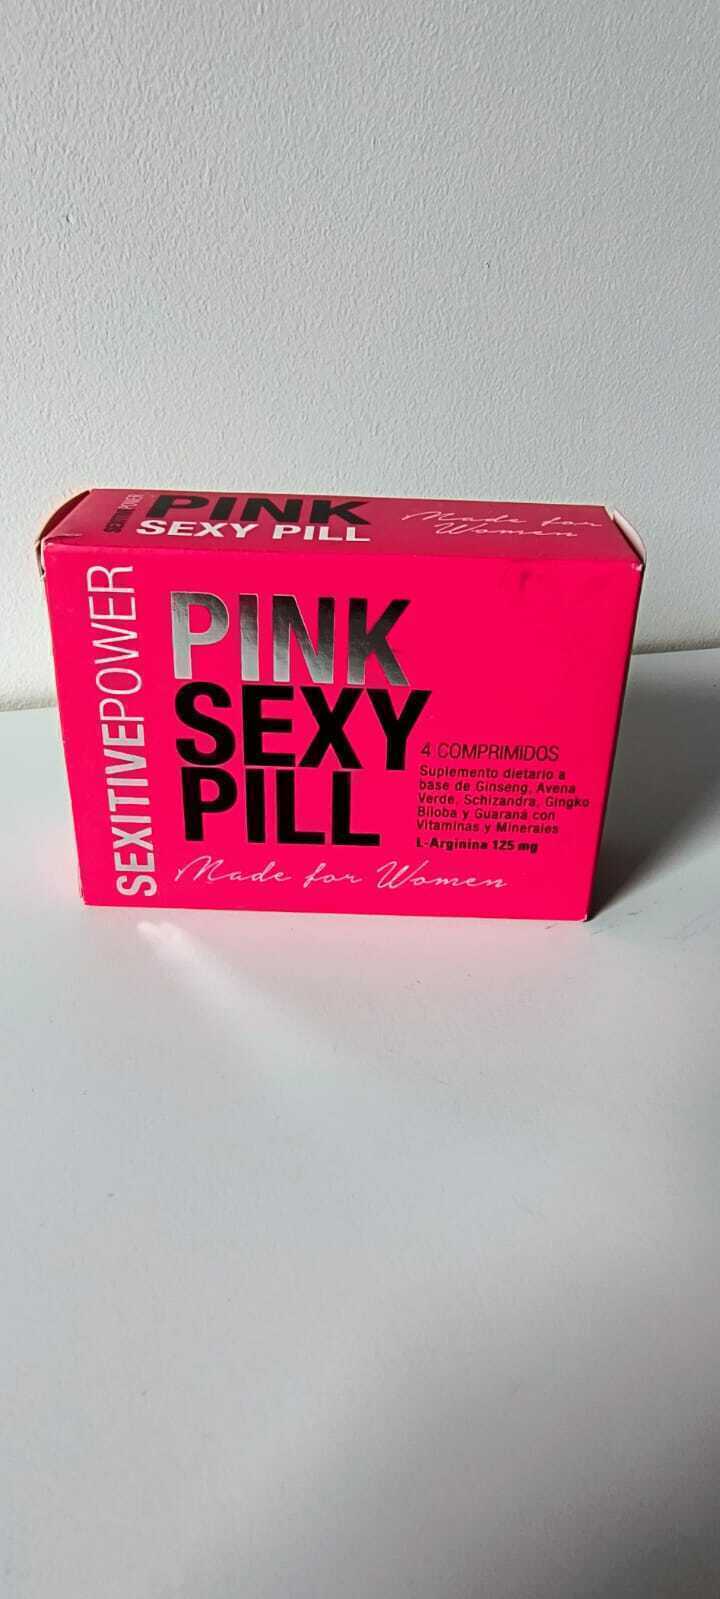 SEXITIVEPOWER
PINK
SEXY PILL
Made for
Women
SEXITIVEPOWER
PINK
SEXY
PILL
Made for Women
4 COMPRIMIDOS
Suplemento dietario a
base de Ginseng, Avena
Verde, Schizandra, Gingko
Biloba y Guaraná con
Vitaminas y Minerales
L-Arginina 125 mg